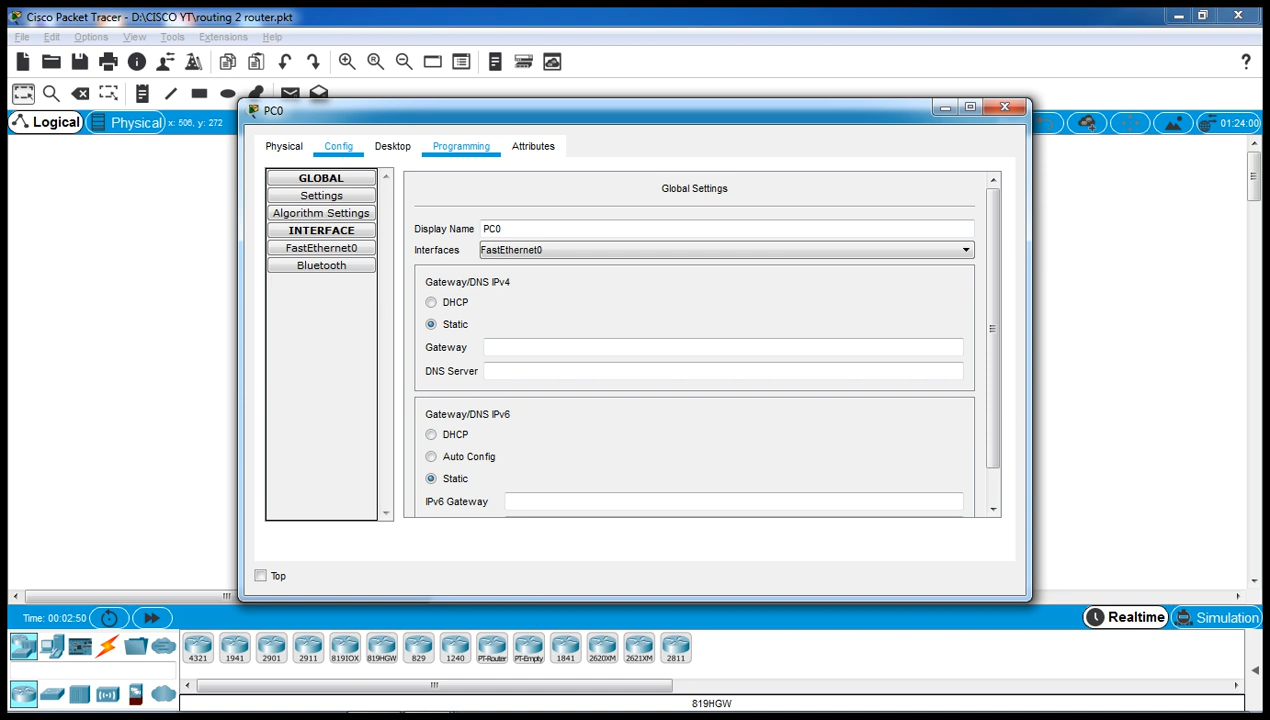 Cisco Packet Tracer - D:\CISCO YT\routing 2 router.pkt
File Edit Options View Tools Extensions Help
Logical Physical x: 506, y: 272 01:24:00
PC0
Physical Config Desktop Programming Attributes
GLOBAL
Settings
Algorithm Settings
INTERFACE
FastEthernet0
Bluetooth
Global Settings
Display Name PC0
Interfaces FastEthernet0
Gateway/DNS IPv4
DHCP
Static
Gateway
DNS Server
Gateway/DNS IPv6
DHCP
Auto Config
Static
IPv6 Gateway
Top
Time: 00:02:50 Realtime Simulation
4321 1941 2901 2911 819IOX 819HGW 829 1240 PT-Router PT-Empty 1841 2620XM 2621XM 2811
819HGW